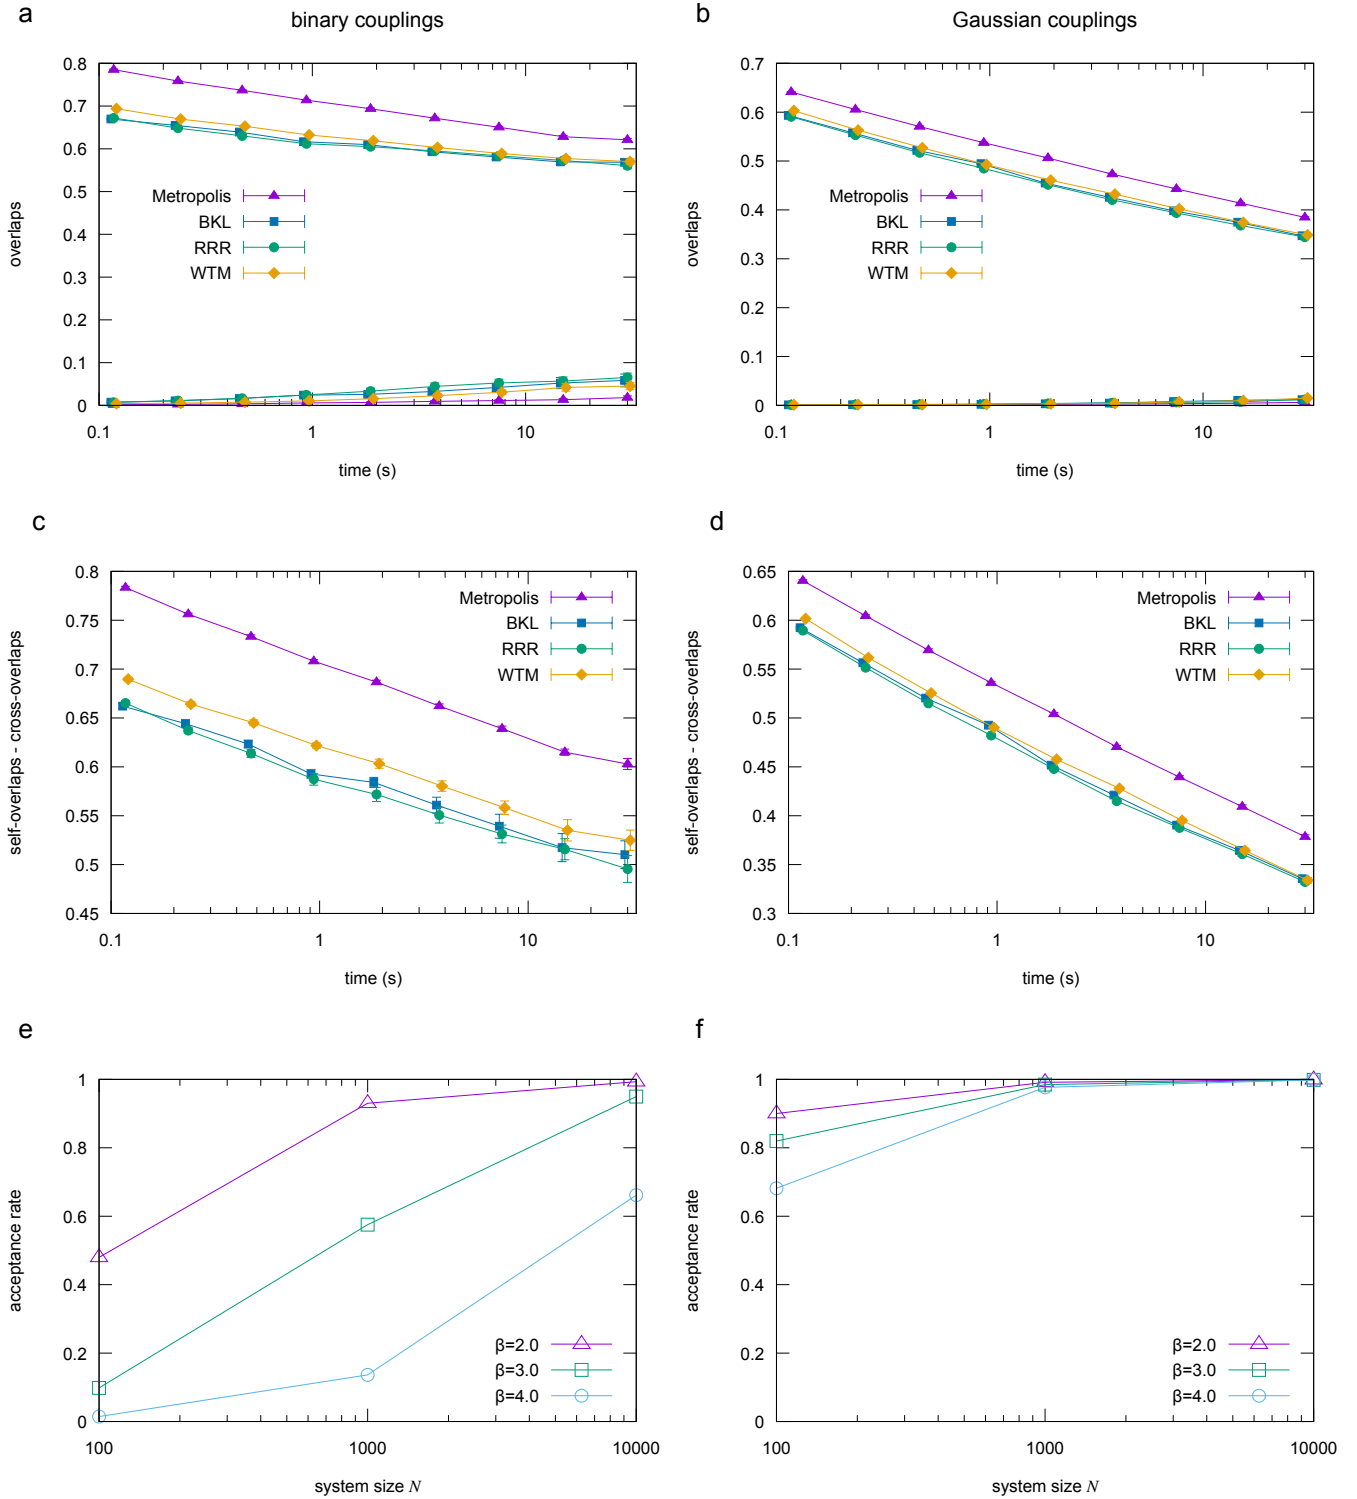 a
binary couplings
b
Gaussian couplings
0.8
0.7
0.6
0.5
0.4
0.3
0.2
0.1
0
overlaps
Metropolis
BKL
RRR
WTM
0.1
1
10
time (s)
0.7
0.6
0.5
0.4
0.3
0.2
0.1
0
overlaps
Metropolis
BKL
RRR
WTM
0.1
1
10
time (s)
c
d
0.8
0.75
0.7
0.65
0.6
0.55
0.5
0.45
self-overlaps - cross-overlaps
Metropolis
BKL
RRR
WTM
0.1
1
10
time (s)
0.65
0.6
0.55
0.5
0.45
0.4
0.35
0.3
self-overlaps - cross-overlaps
Metropolis
BKL
RRR
WTM
0.1
1
10
time (s)
e
f
1
0.8
0.6
0.4
0.2
0
acceptance rate
β=2.0
β=3.0
β=4.0
100
1000
10000
system size N
1
0.8
0.6
0.4
0.2
0
acceptance rate
β=2.0
β=3.0
β=4.0
100
1000
10000
system size N